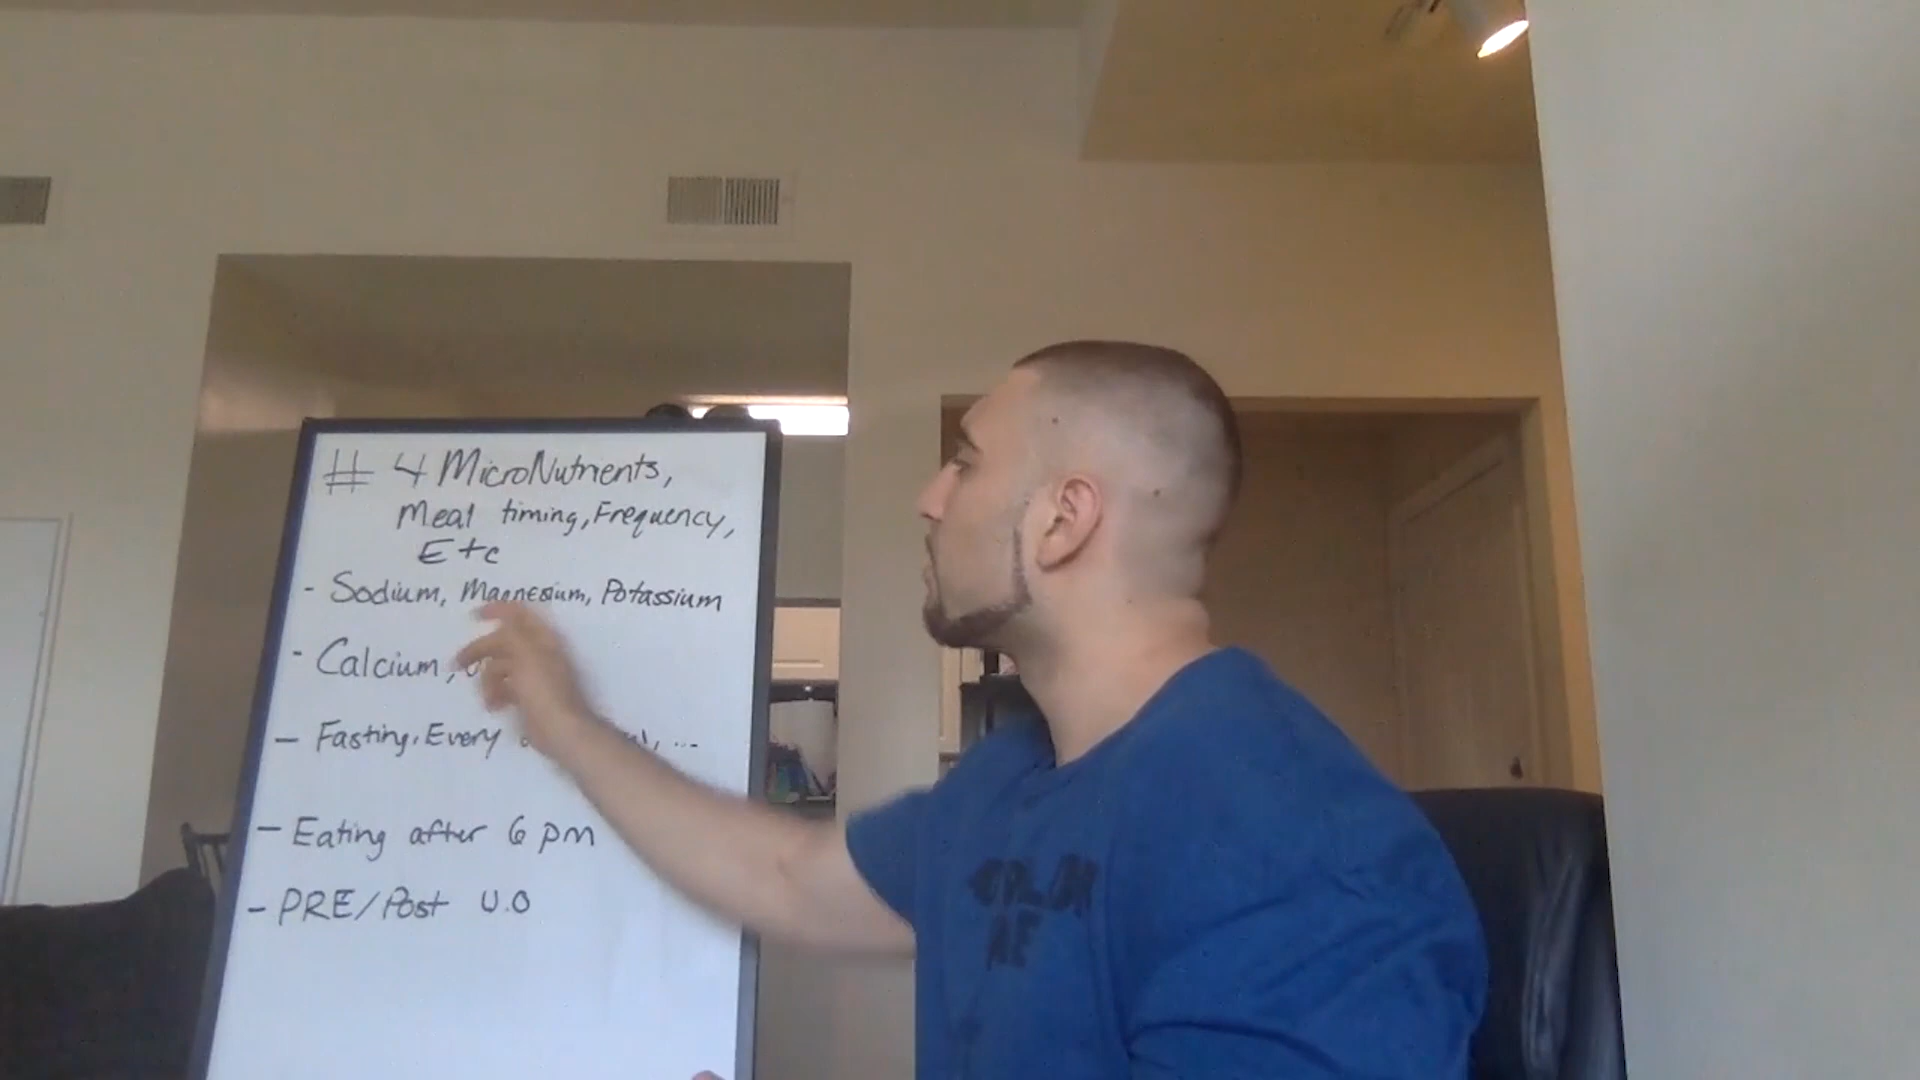 # 4 MicroNutrients,
Meal timing, Frequency,
Etc
- Sodium, Magnesium, Potassium
- Calcium,
- Fasting, Every ...
- Eating after 6 pm
- PRE/Post W.O